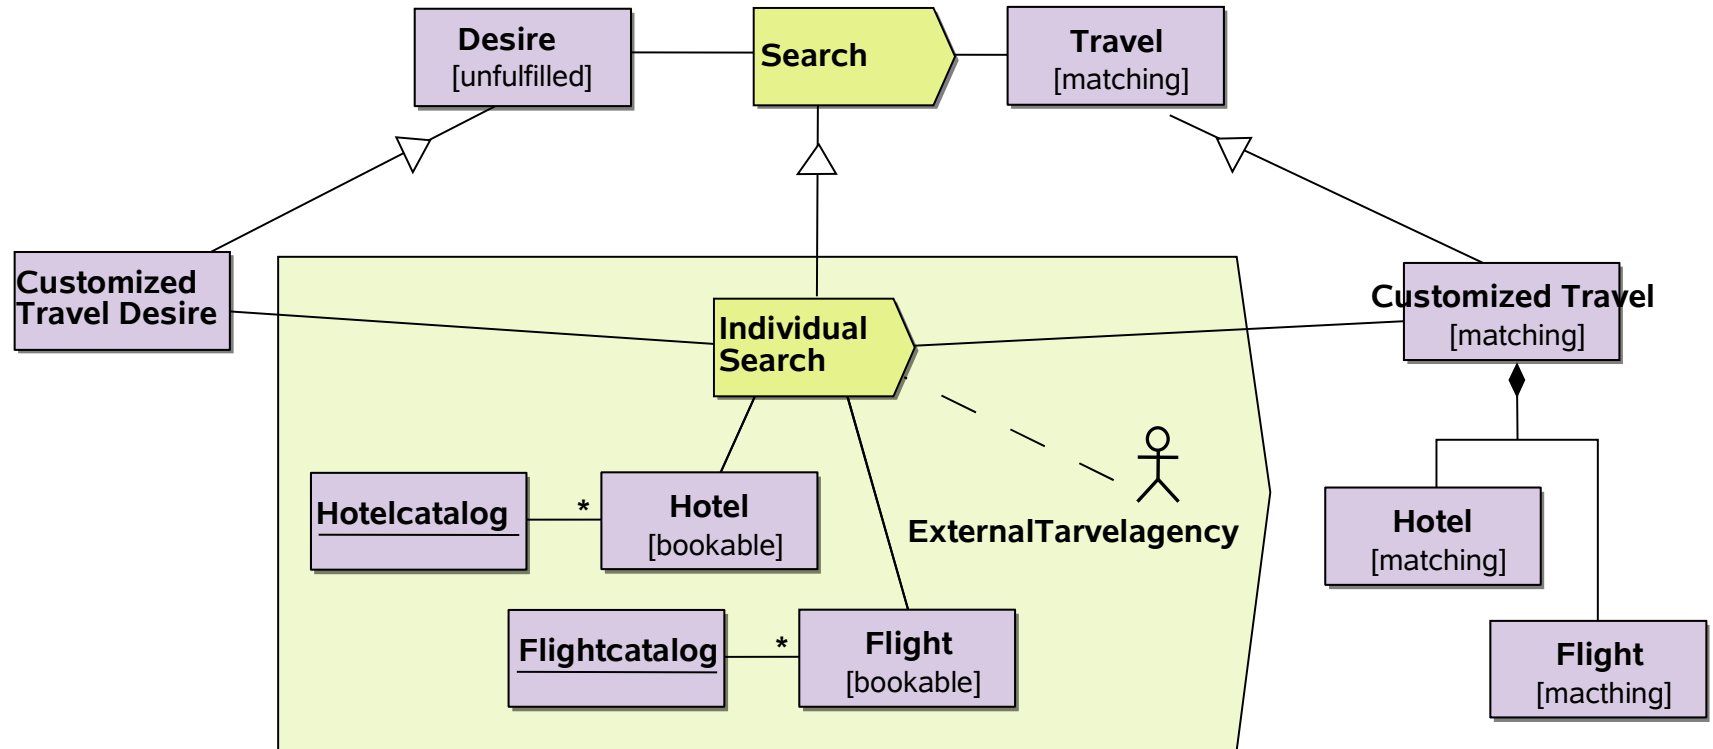 Desire
[unfulfilled]
Search
Travel
[matching]
Customized
Travel Desire
Individual
Search
Customized Travel
[matching]
Hotelcatalog
*
Hotel
[bookable]
ExternalTarvelagency
Hotel
[matching]
Flightcatalog
*
Flight
[bookable]
Flight
[macthing]